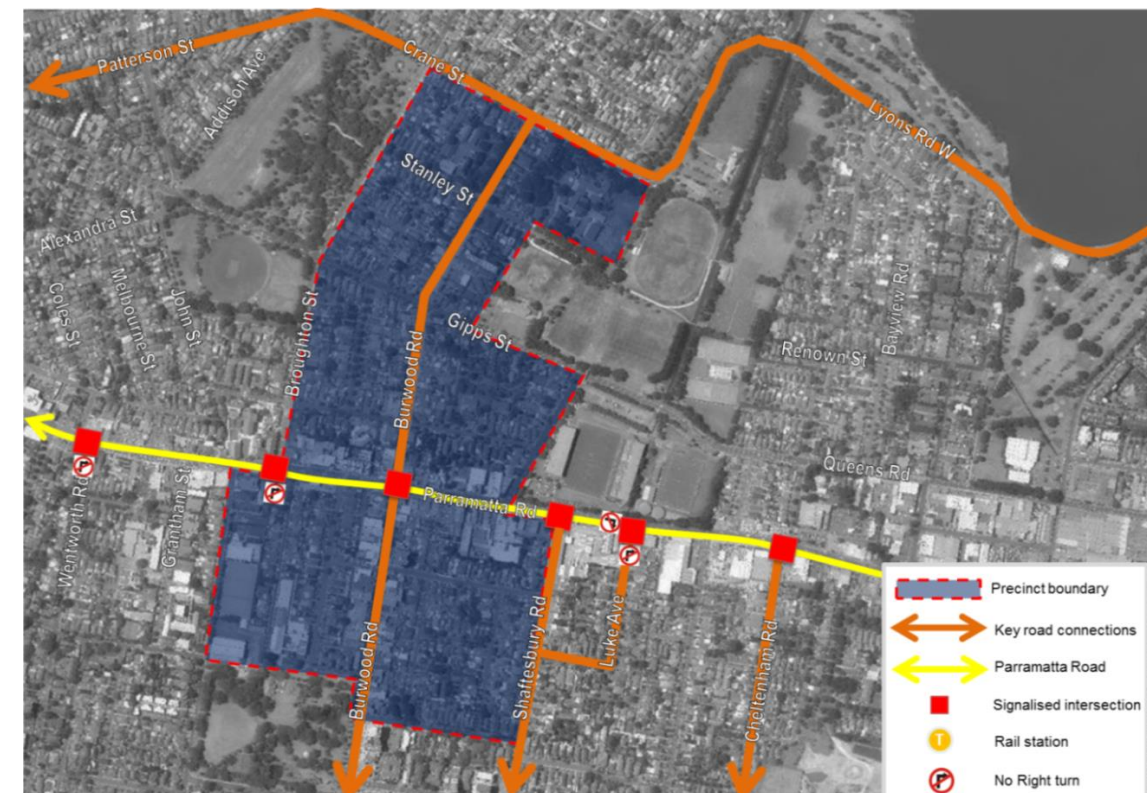 Patterson St
Addison Ave
Crane St
Lyons Rd W
Stanley St
Alexandra St
Coles St
Melbourne St
John St
Broughton St
Gipps St
Burwood Rd
Bayview Rd
Renown St
Queens Rd
Wentworth Rd
Grantham St
Parramatta Rd
Burwood Rd
Shaftesbury Rd
Luke Ave
Cheltenham Rd
Precinct boundary
Key road connections
Parramatta Road
Signalised intersection
T
Rail station
No Right turn